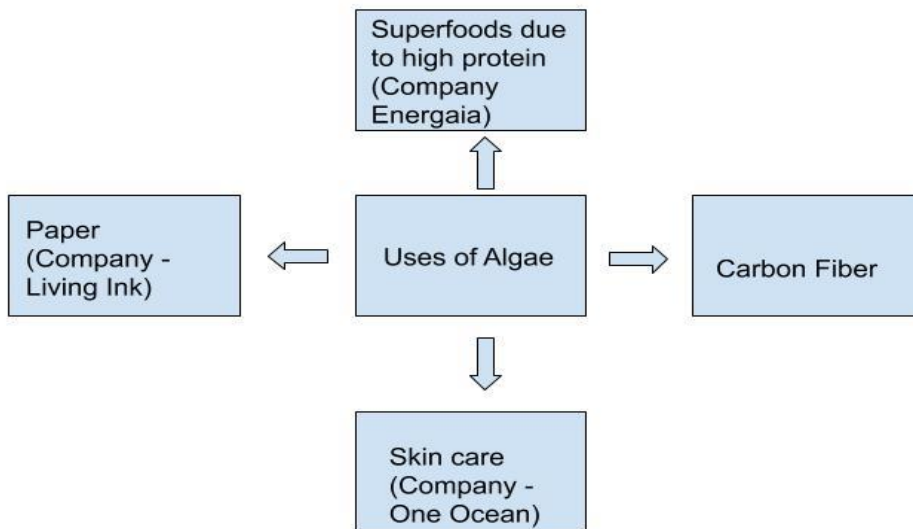 Superfoods due
to high protein
(Company
Energaia)
Paper
(Company -
Living Ink)
Uses of Algae
Carbon Fiber
Skin care
(Company -
One Ocean)